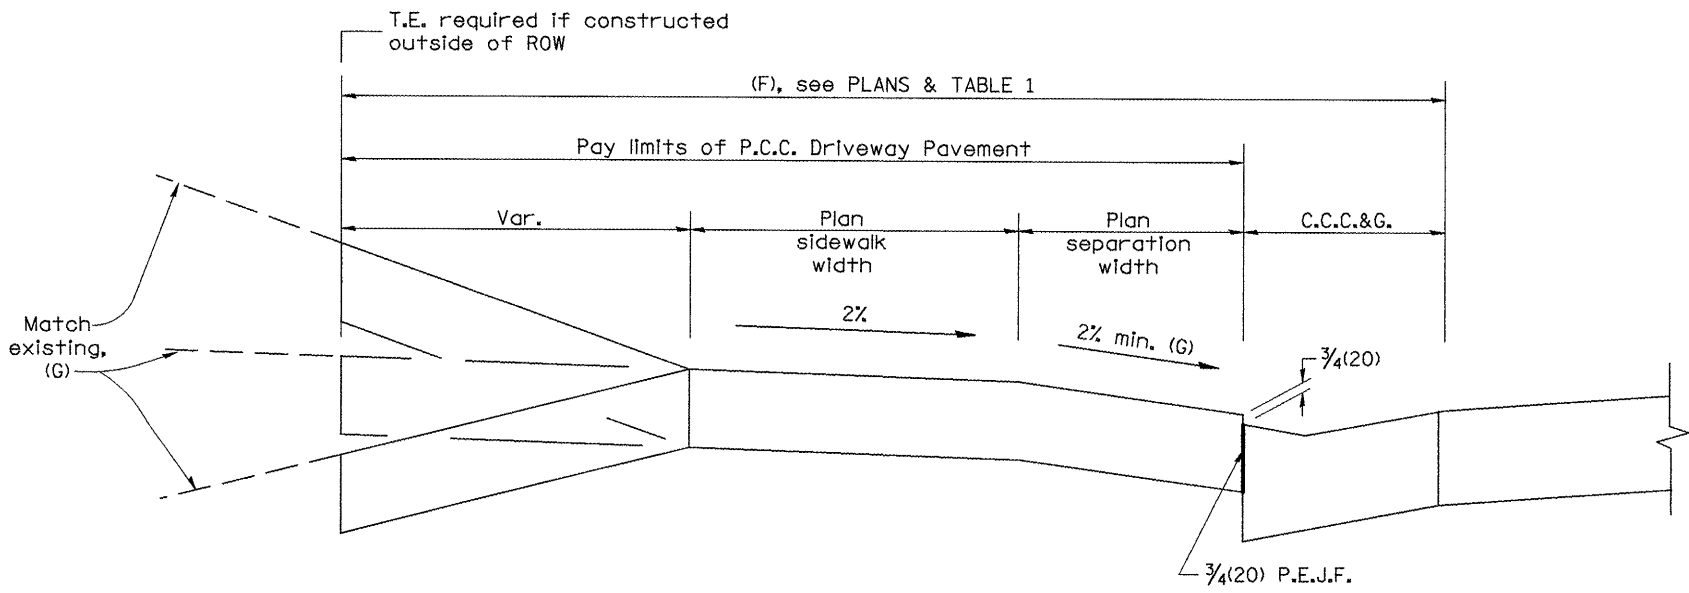 T.E. required if constructed
outside of ROW
(F), see PLANS & TABLE 1
Pay limits of P.C.C. Driveway Pavement
Var.
Plan
sidewalk
width
Plan
separation
width
C.C.C.&G.
2%
2% min. (G)
3/4(20)
Match
existing,
(G)
3/4(20) P.E.J.F.